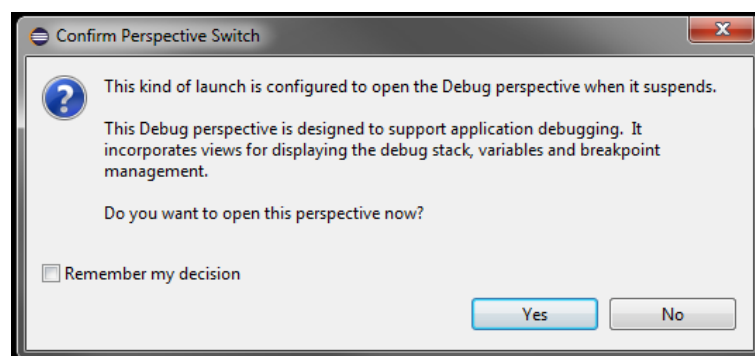 Confirm Perspective Switch
This kind of launch is configured to open the Debug perspective when it suspends.
This Debug perspective is designed to support application debugging.  It
incorporates views for displaying the debug stack, variables and breakpoint
management.
Do you want to open this perspective now?
Remember my decision
Yes
No